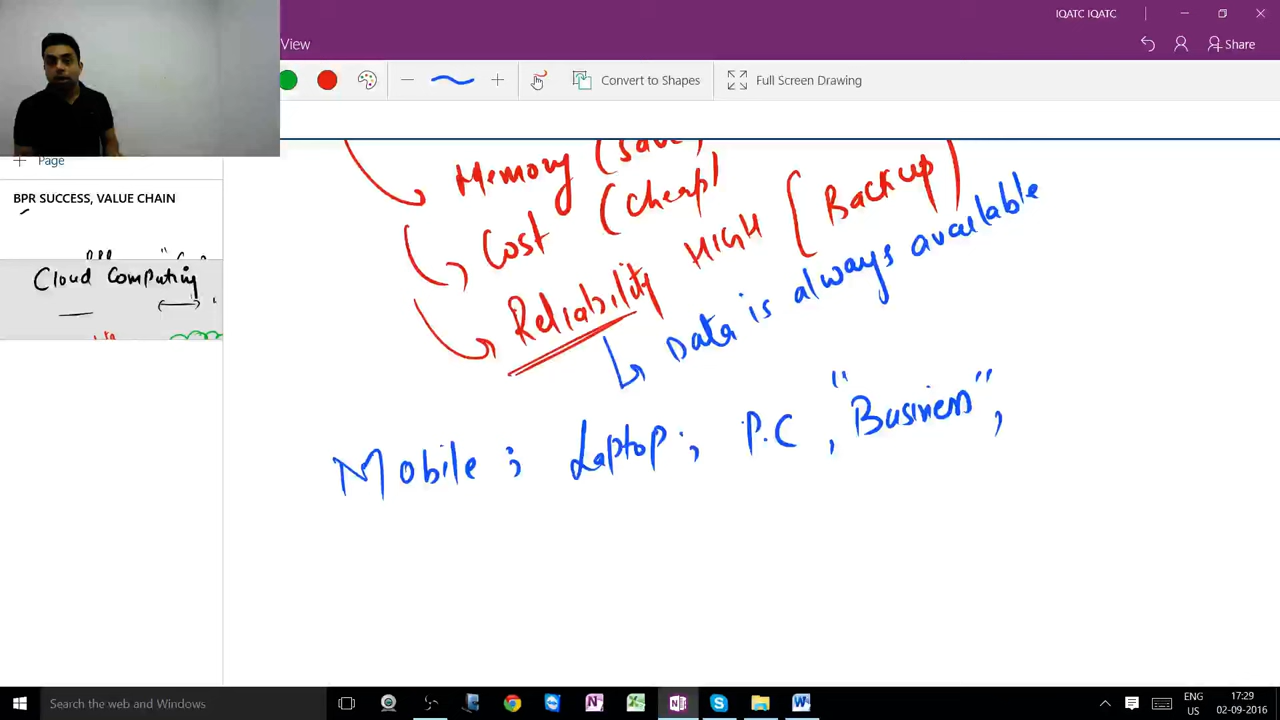 IQATC IQATC
View
Share
Convert to Shapes
Full Screen Drawing
Page
BPR SUCCESS, VALUE CHAIN
Cloud Computing
Memory (Save)
Cost (Cheap)
Reliability HIGH (Backup)
Data is always available
Mobile ; Laptop ; P.C , "Business" ,
Search the web and Windows
ENG
US
17:29
02-09-2016